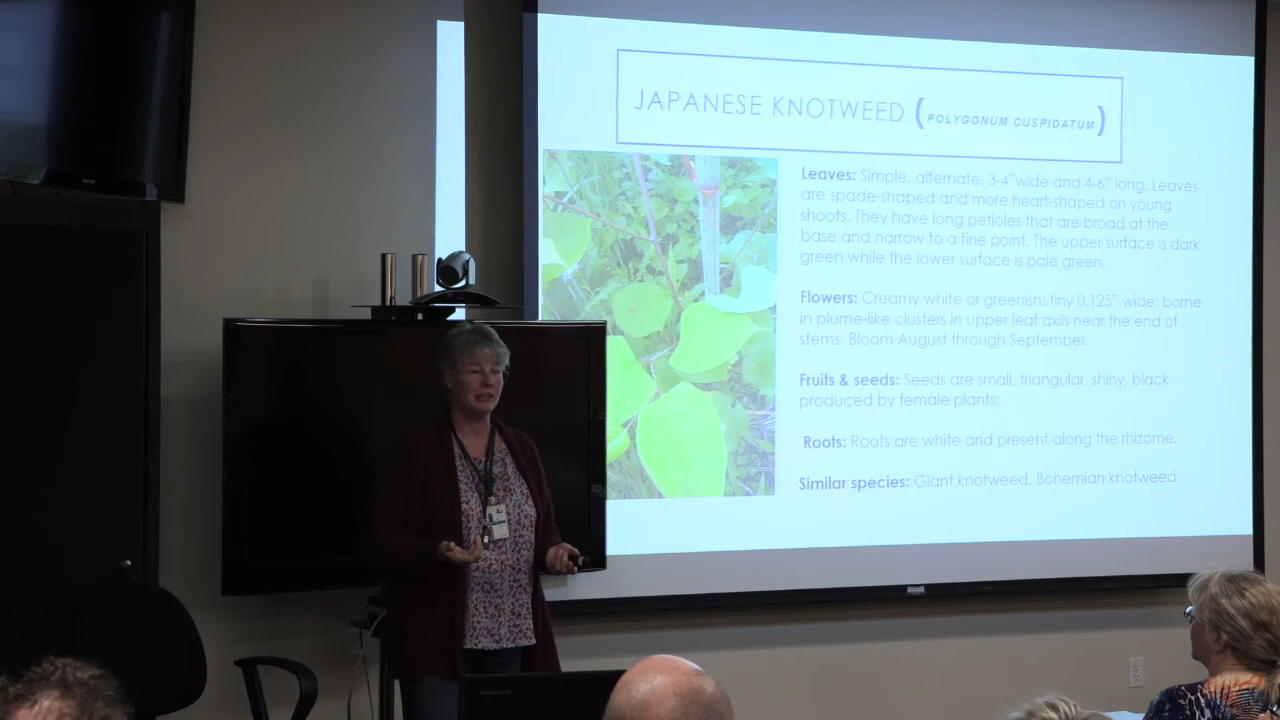 JAPANESE KNOTWEED (POLYGONUM CUSPIDATUM)
Leaves: Simple, alternate, 3-4"wide and 4-6" long. Leaves
are spade-shaped and more heart-shaped on young
shoots. They have long petioles that are broad at the
base and narrow to a fine point. The upper surface is dark
green while the lower surface is pale green.
Flowers: Creamy white or greenish; tiny 0.125" wide; borne
in plume-like clusters in upper leaf axils near the end of
stems. Bloom August through September.
Fruits & seeds: Seeds are small, triangular, shiny, black
produced by female plants;
Roots: Roots are white and present along the rhizome.
Similar species: Giant knotweed, Bohemian knotweed